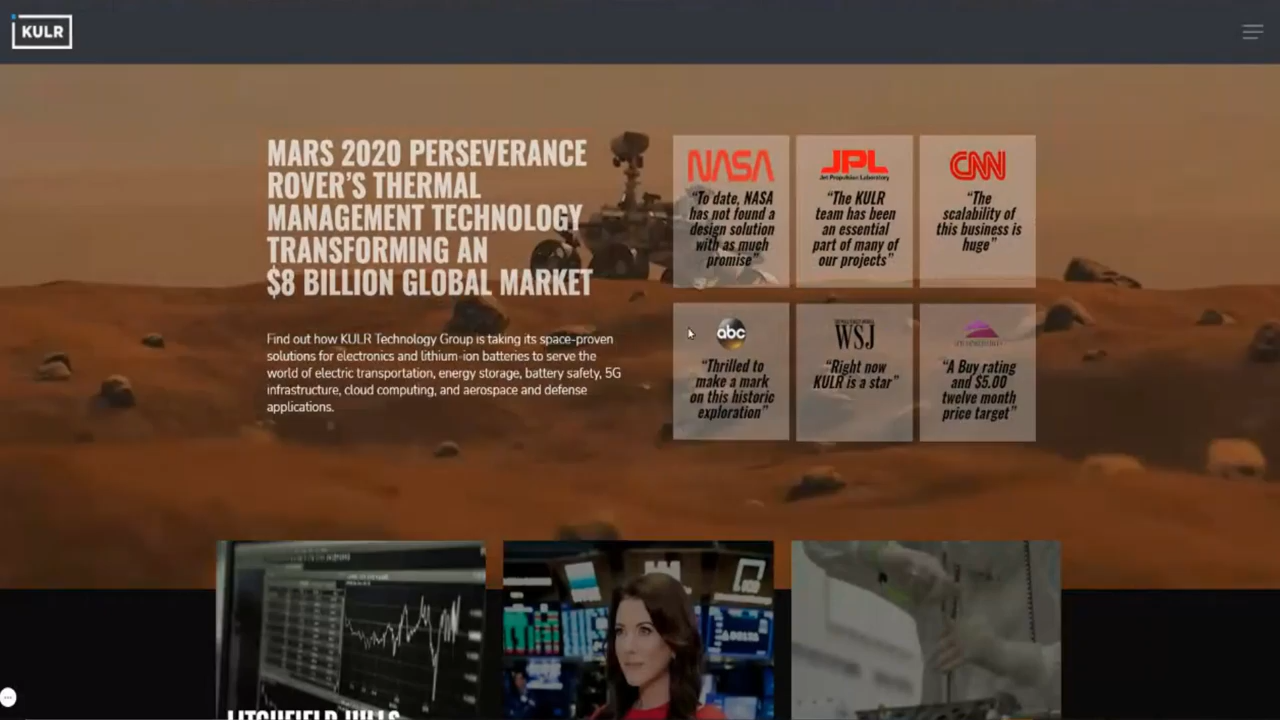 KULR
MARS 2020 PERSEVERANCE
ROVER'S THERMAL
MANAGEMENT TECHNOLOGY
TRANSFORMING AN
$8 BILLION GLOBAL MARKET
Find out how KULR Technology Group is taking its space-proven
solutions for electronics and lithium-ion batteries to serve the
world of electric transportation, energy storage, battery safety, 5G
infrastructure, cloud computing, and aerospace and defense
applications.
NASA
"To date, NASA
has not found a
design solution
with as much
promise"
JPL
Jet Propulsion Laboratory
"The KULR
team has been
an essential
part of many of
our projects"
CNN
"The
scalability of
this business is
huge"
abc
"Thrilled to
make a mark
on this historic
exploration"
WSJ
"Right now
KULR is a star"
"A Buy rating
and $5.00
twelve month
price target"
LITCHFIELD HILLS